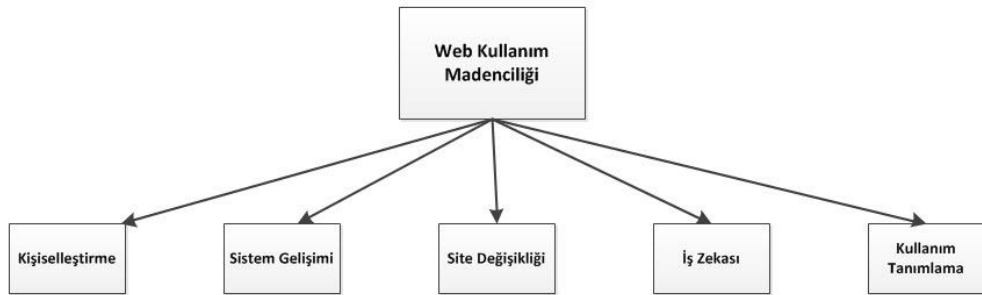 Web Kullanım
Madenciliği
Kişiselleştirme
Sistem Gelişimi
Site Değişikliği
İş Zekası
Kullanım
Tanımlama